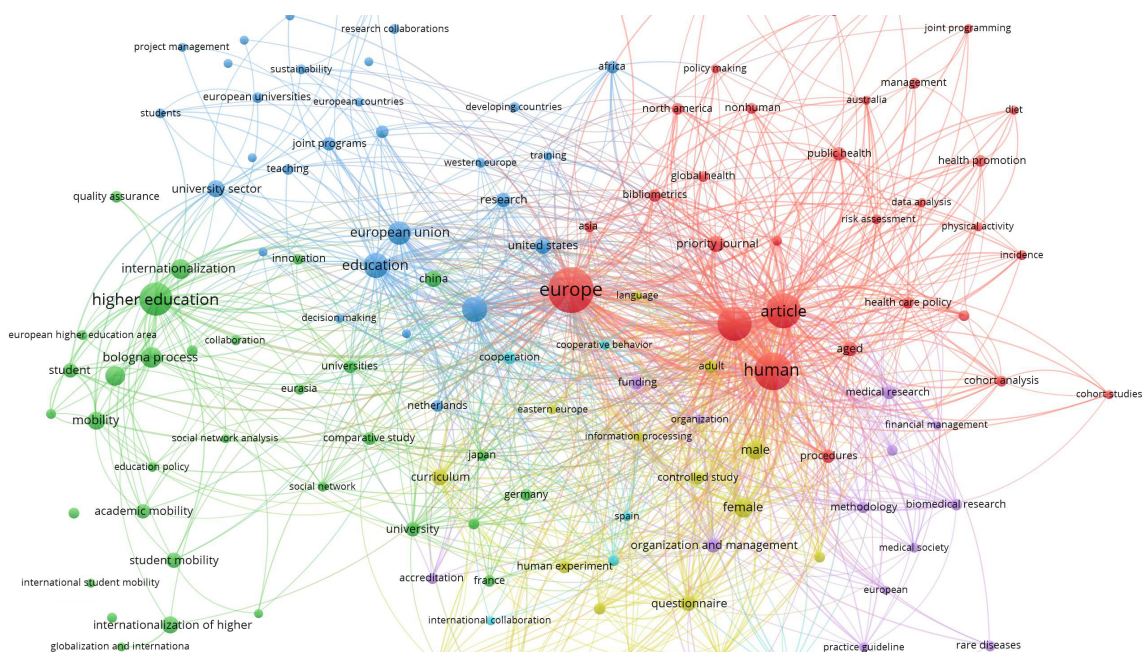 research collaborations
joint programming
project management
sustainability
africa
policy making
management
european universities
european countries
developing countries
north america
nonhuman
australia
diet
students
joint programs
western europe
training
public health
health promotion
teaching
global health
quality assurance
university sector
research
bibliometrics
data analysis
asia
risk assessment
physical activity
european union
united states
priority journal
internationalization
innovation
education
china
incidence
higher education
europe
language
article
health care policy
decision making
european higher education area
collaboration
cooperative behavior
aged
bologna process
cooperation
student
universities
adult
human
eurasia
funding
cohort analysis
medical research
cohort studies
netherlands
mobility
eastern europe
organization
financial management
social network analysis
comparative study
information processing
male
japan
procedures
education policy
curriculum
controlled study
social network
germany
academic mobility
university
spain
female
methodology
biomedical research
organization and management
medical society
student mobility
human experiment
international student mobility
accreditation
france
european
questionnaire
internationalization of higher
international collaboration
globalization and internationa
practice guideline
rare diseases